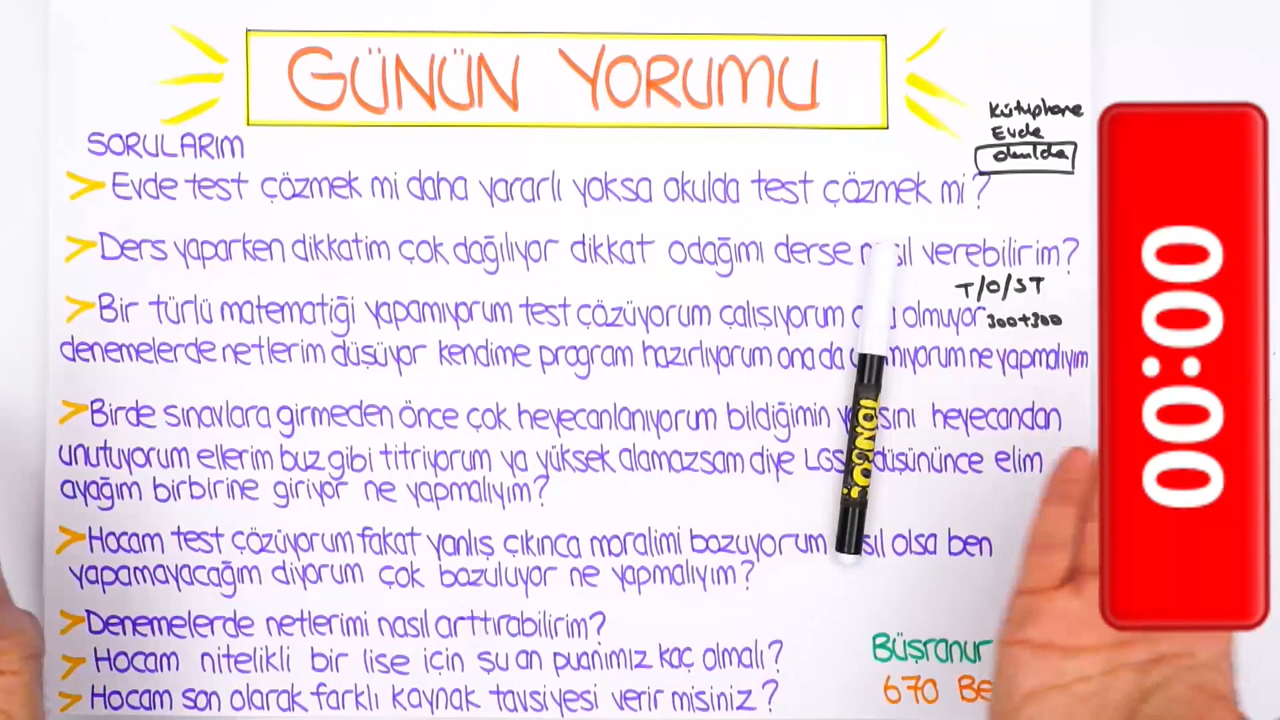 GÜNÜN YORUMU
Kütüphane
Evde
Okulda
SORULARIM
> Evde test çözmek mi daha yararlı yoksa okulda test çözmek mi?
> Ders yaparken dikkatim çok dağılıyor dikkat odağımı derse verebilirim?
T/O/ST
> Bir türlü matematiği yapamıyorum test çözüyorum çalışıyorum olmuyor
300+300
denemelerde netlerim düşüyor kendime program hazırlıyorum ona da ne yapmalıyım
> Birde sınavlara girmeden önce çok heyecanlanıyorum bildiğimin heyecandan
unutuyorum ellerim buz gibi titriyorum ya yüksek alamazsam diye LGS düşününce elim
ayağım birbirine giriyor ne yapmalıyım?
> Hocam test çözüyorum fakat yanlış çıkınca moralimi bozuyorum olsa ben
yapamayacağım diyorum çok bozuluyor ne yapmalıyım?
> Denemelerde netlerimi nasıl arttırabilirim?
> Hocam nitelikli bir lise için şu an puanımız kaç olmalı?
> Hocam son olarak farklı kaynak tavsiyesi verir misiniz?
Büşranur
670 Be
TONGUÇ
00:00